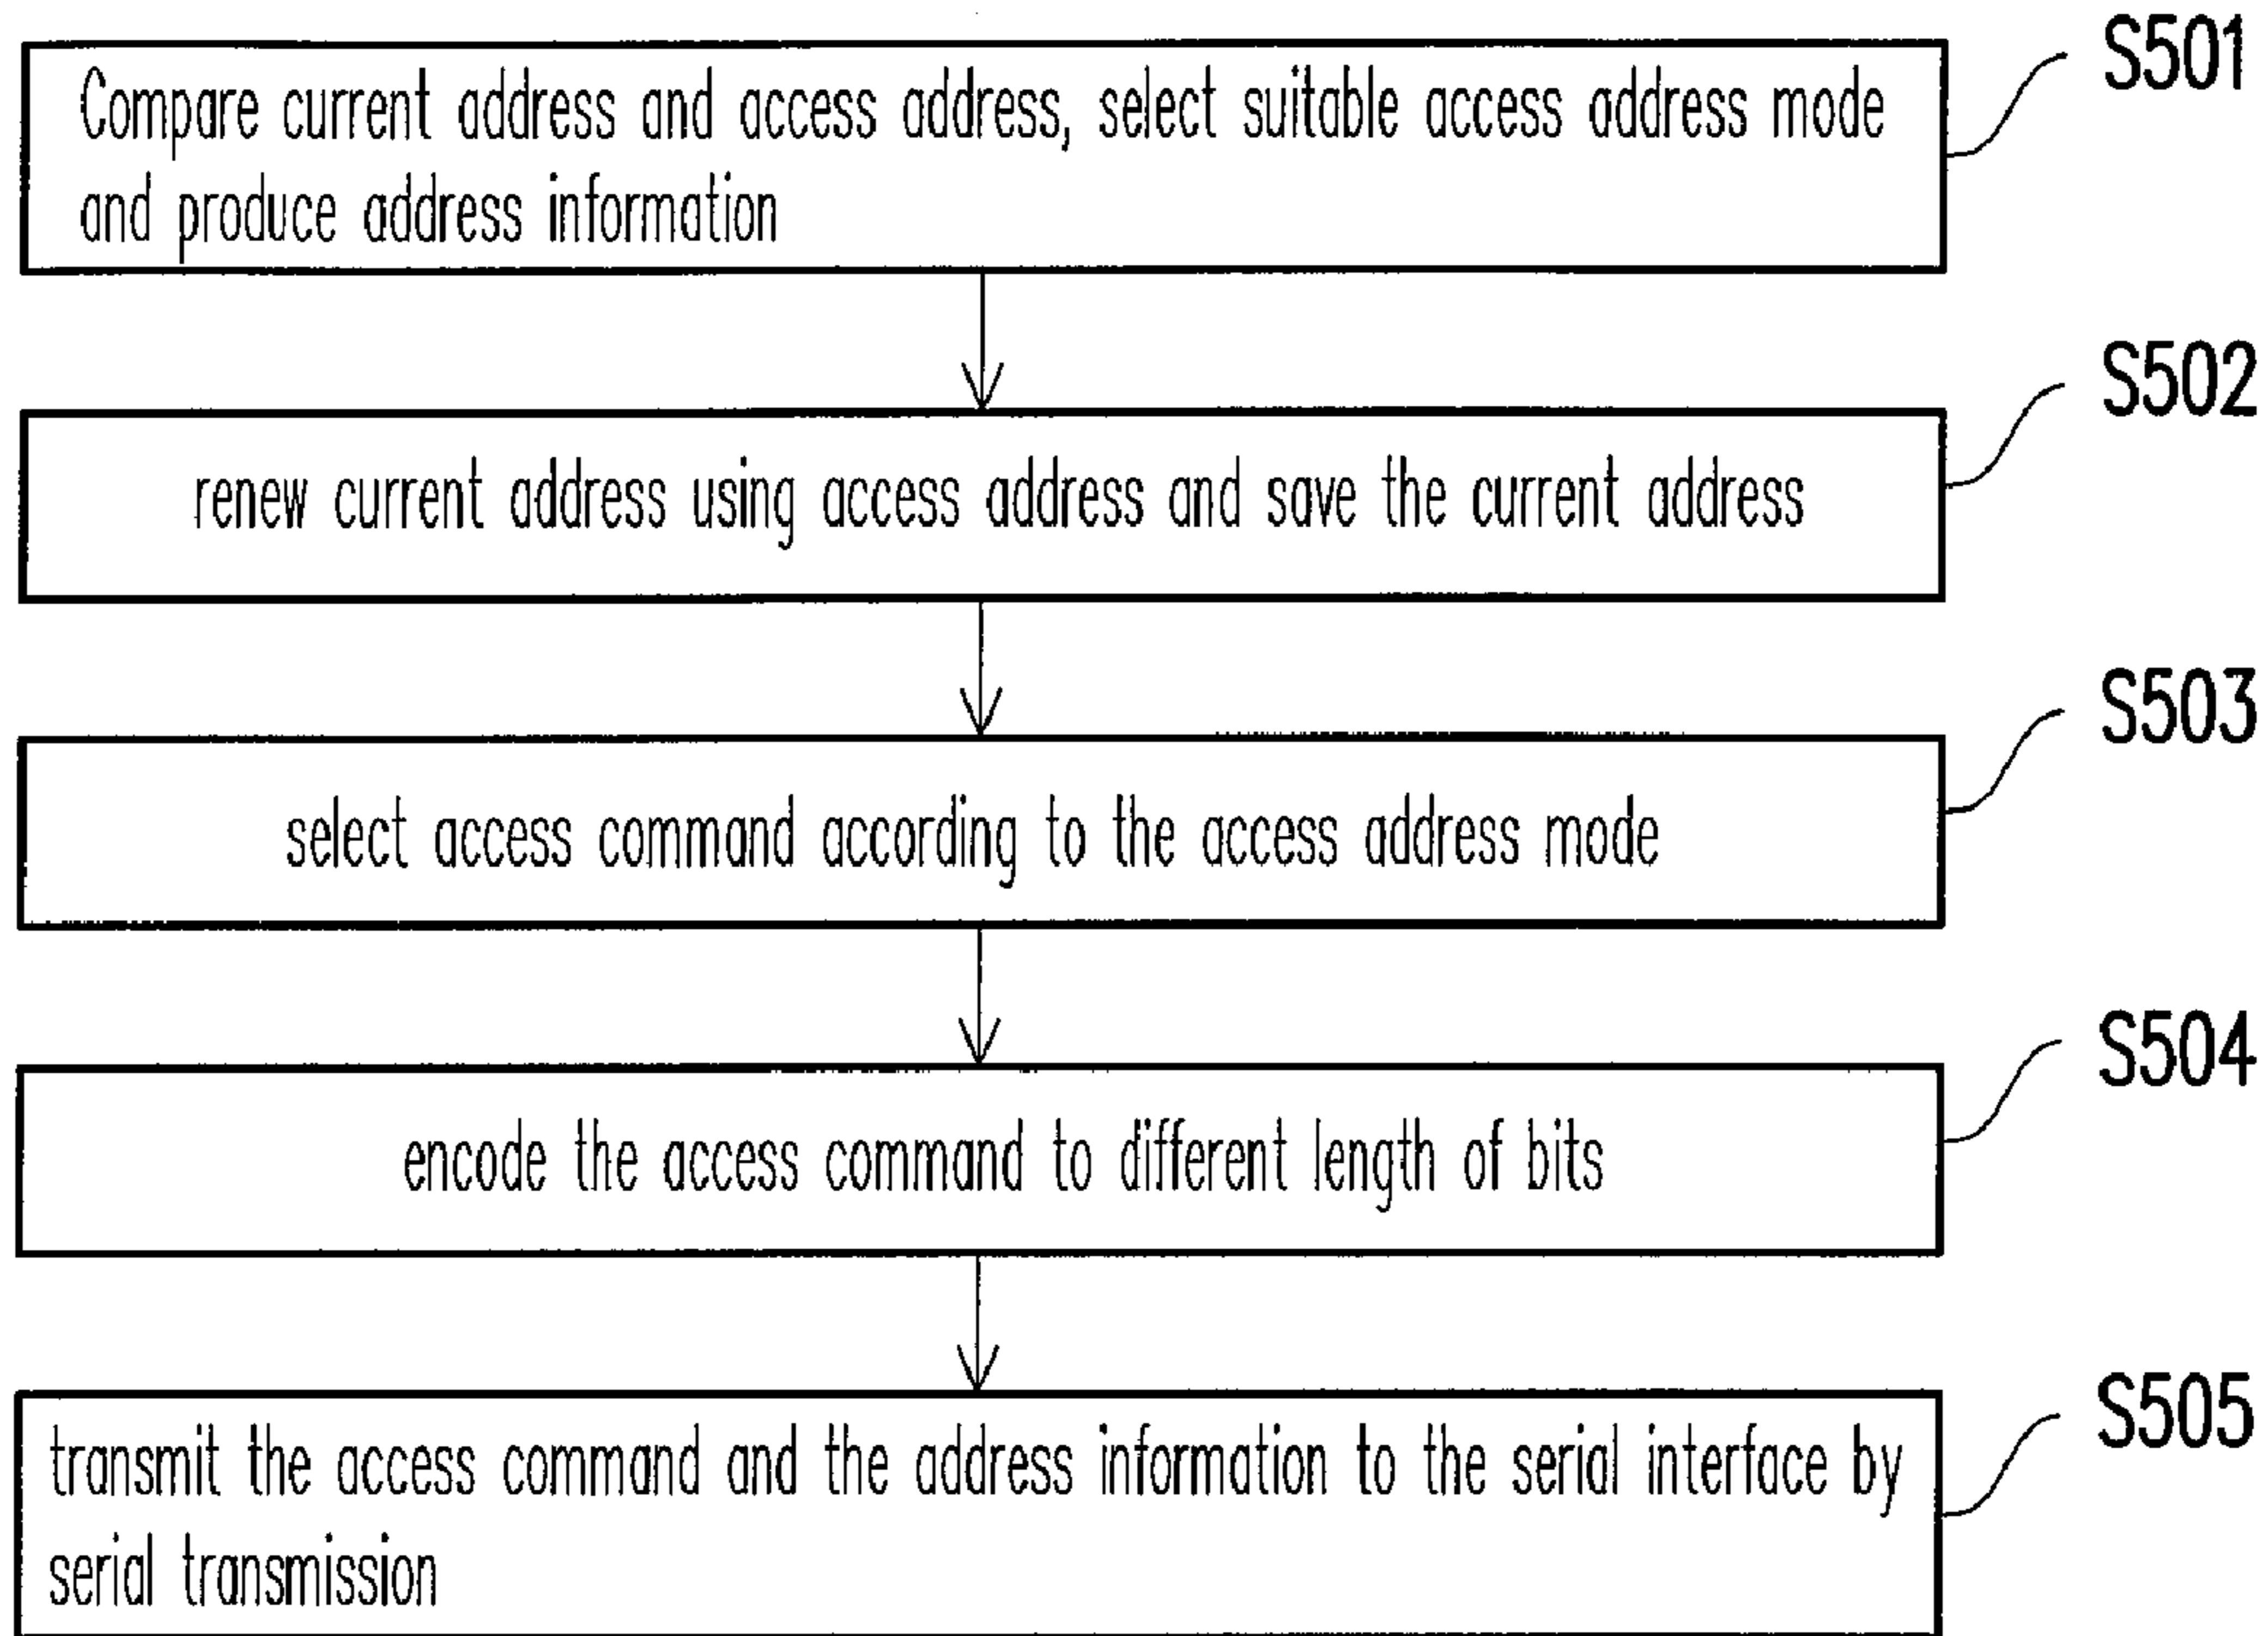 S501
Compare current address and access address, select suitable access address mode
and produce address information
S502
renew current address using access address and save the current address
S503
select access command according to the access address mode
S504
encode the access command to different length of bits
S505
transmit the access command and the address information to the serial interface by
serial transmission